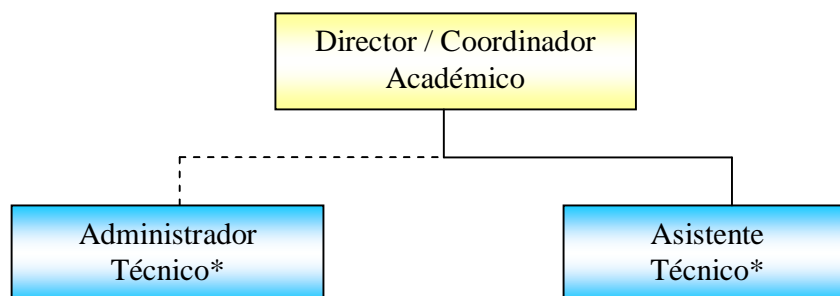 Director / Coordinador
Académico
Administrador
Técnico*
Asistente
Técnico*